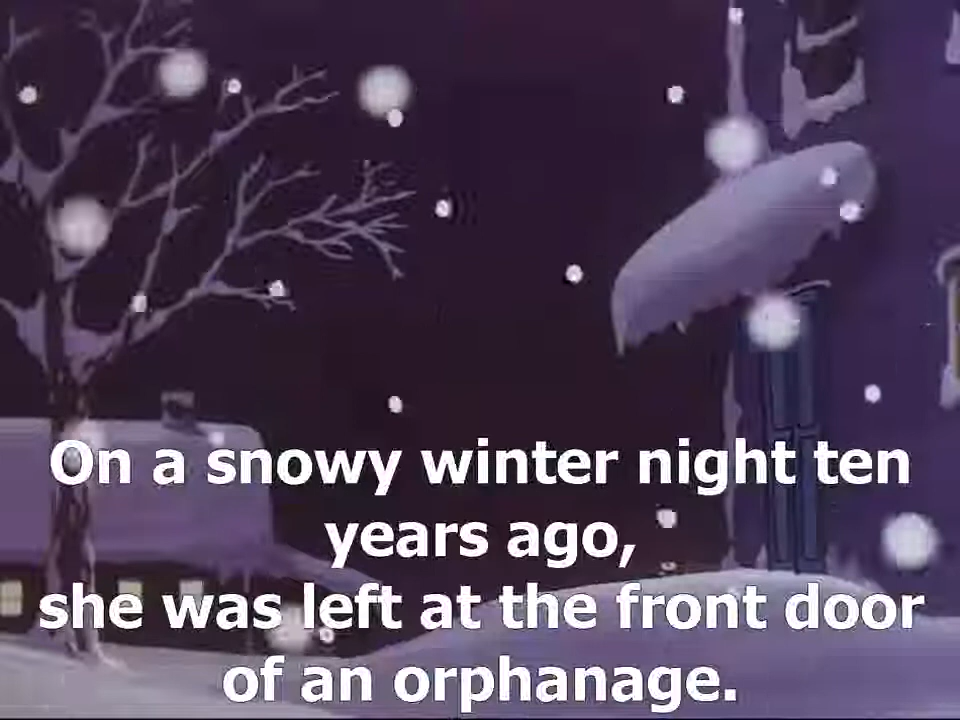 On a snowy winter night ten
years ago,
she was left at the front door
of an orphanage.